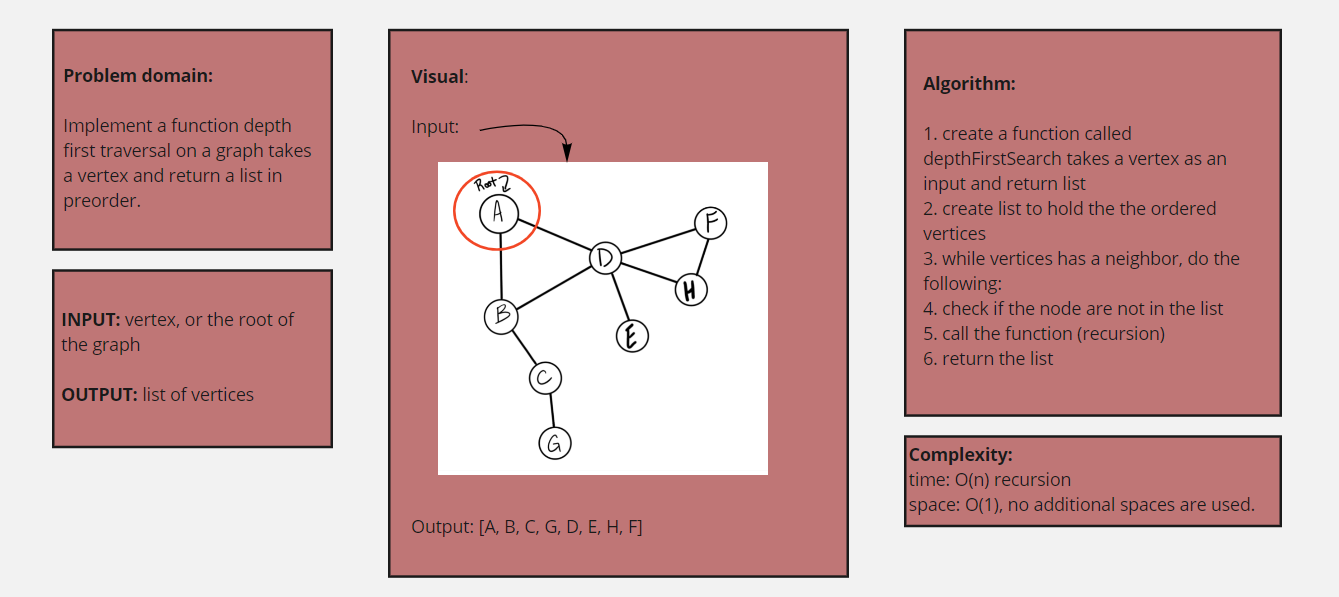 Problem domain:
Implement a function depth
first traversal on a graph takes
a vertex and return a list in
preorder.
INPUT: vertex, or the root of
the graph
OUTPUT: list of vertices
Visual:
Input:
Root
A
F
D
H
B
E
C
G
Output: [A, B, C, G, D, E, H, F]
Algorithm:
1. create a function called
depthFirstSearch takes a vertex as an
input and return list
2. create list to hold the the ordered
vertices
3. while vertices has a neighbor, do the
following:
4. check if the node are not in the list
5. call the function (recursion)
6. return the list
Complexity:
time: O(n) recursion
space: O(1), no additional spaces are used.